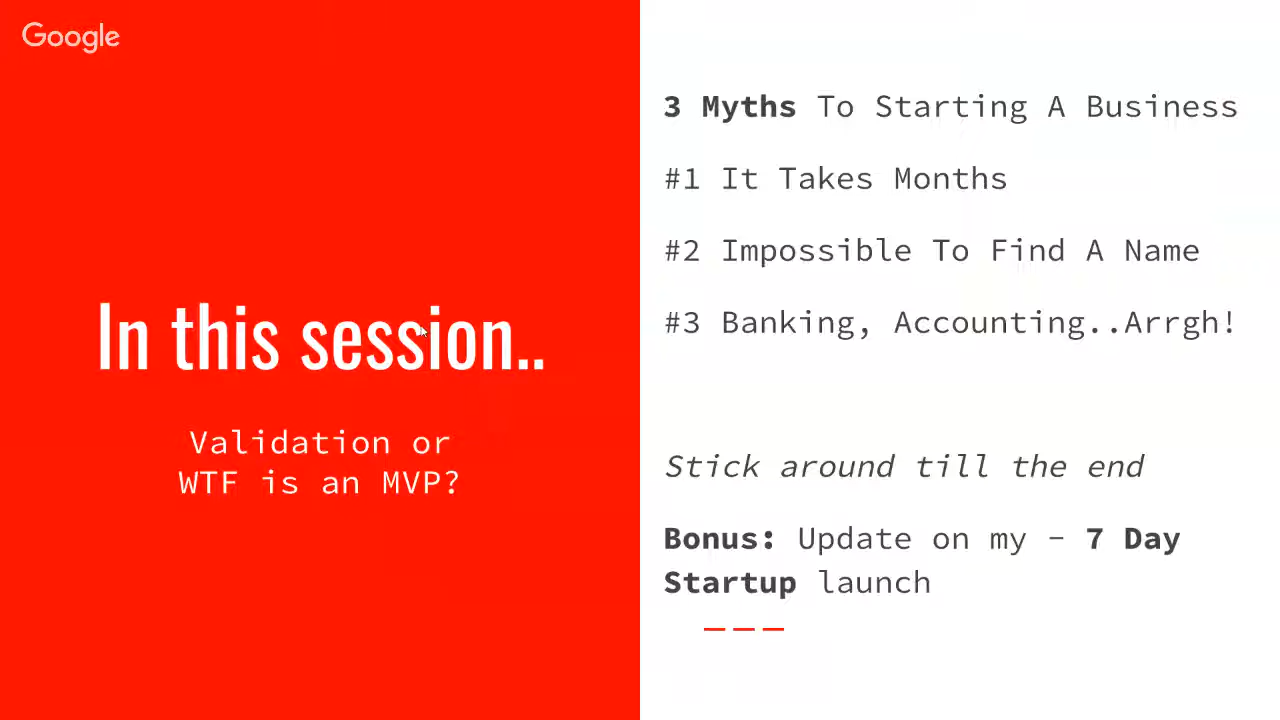 Google
In this session..
Validation or
WTF is an MVP?
3 Myths To Starting A Business
#1 It Takes Months
#2 Impossible To Find A Name
#3 Banking, Accounting..Arrgh!
Stick around till the end
Bonus: Update on my - 7 Day
Startup launch